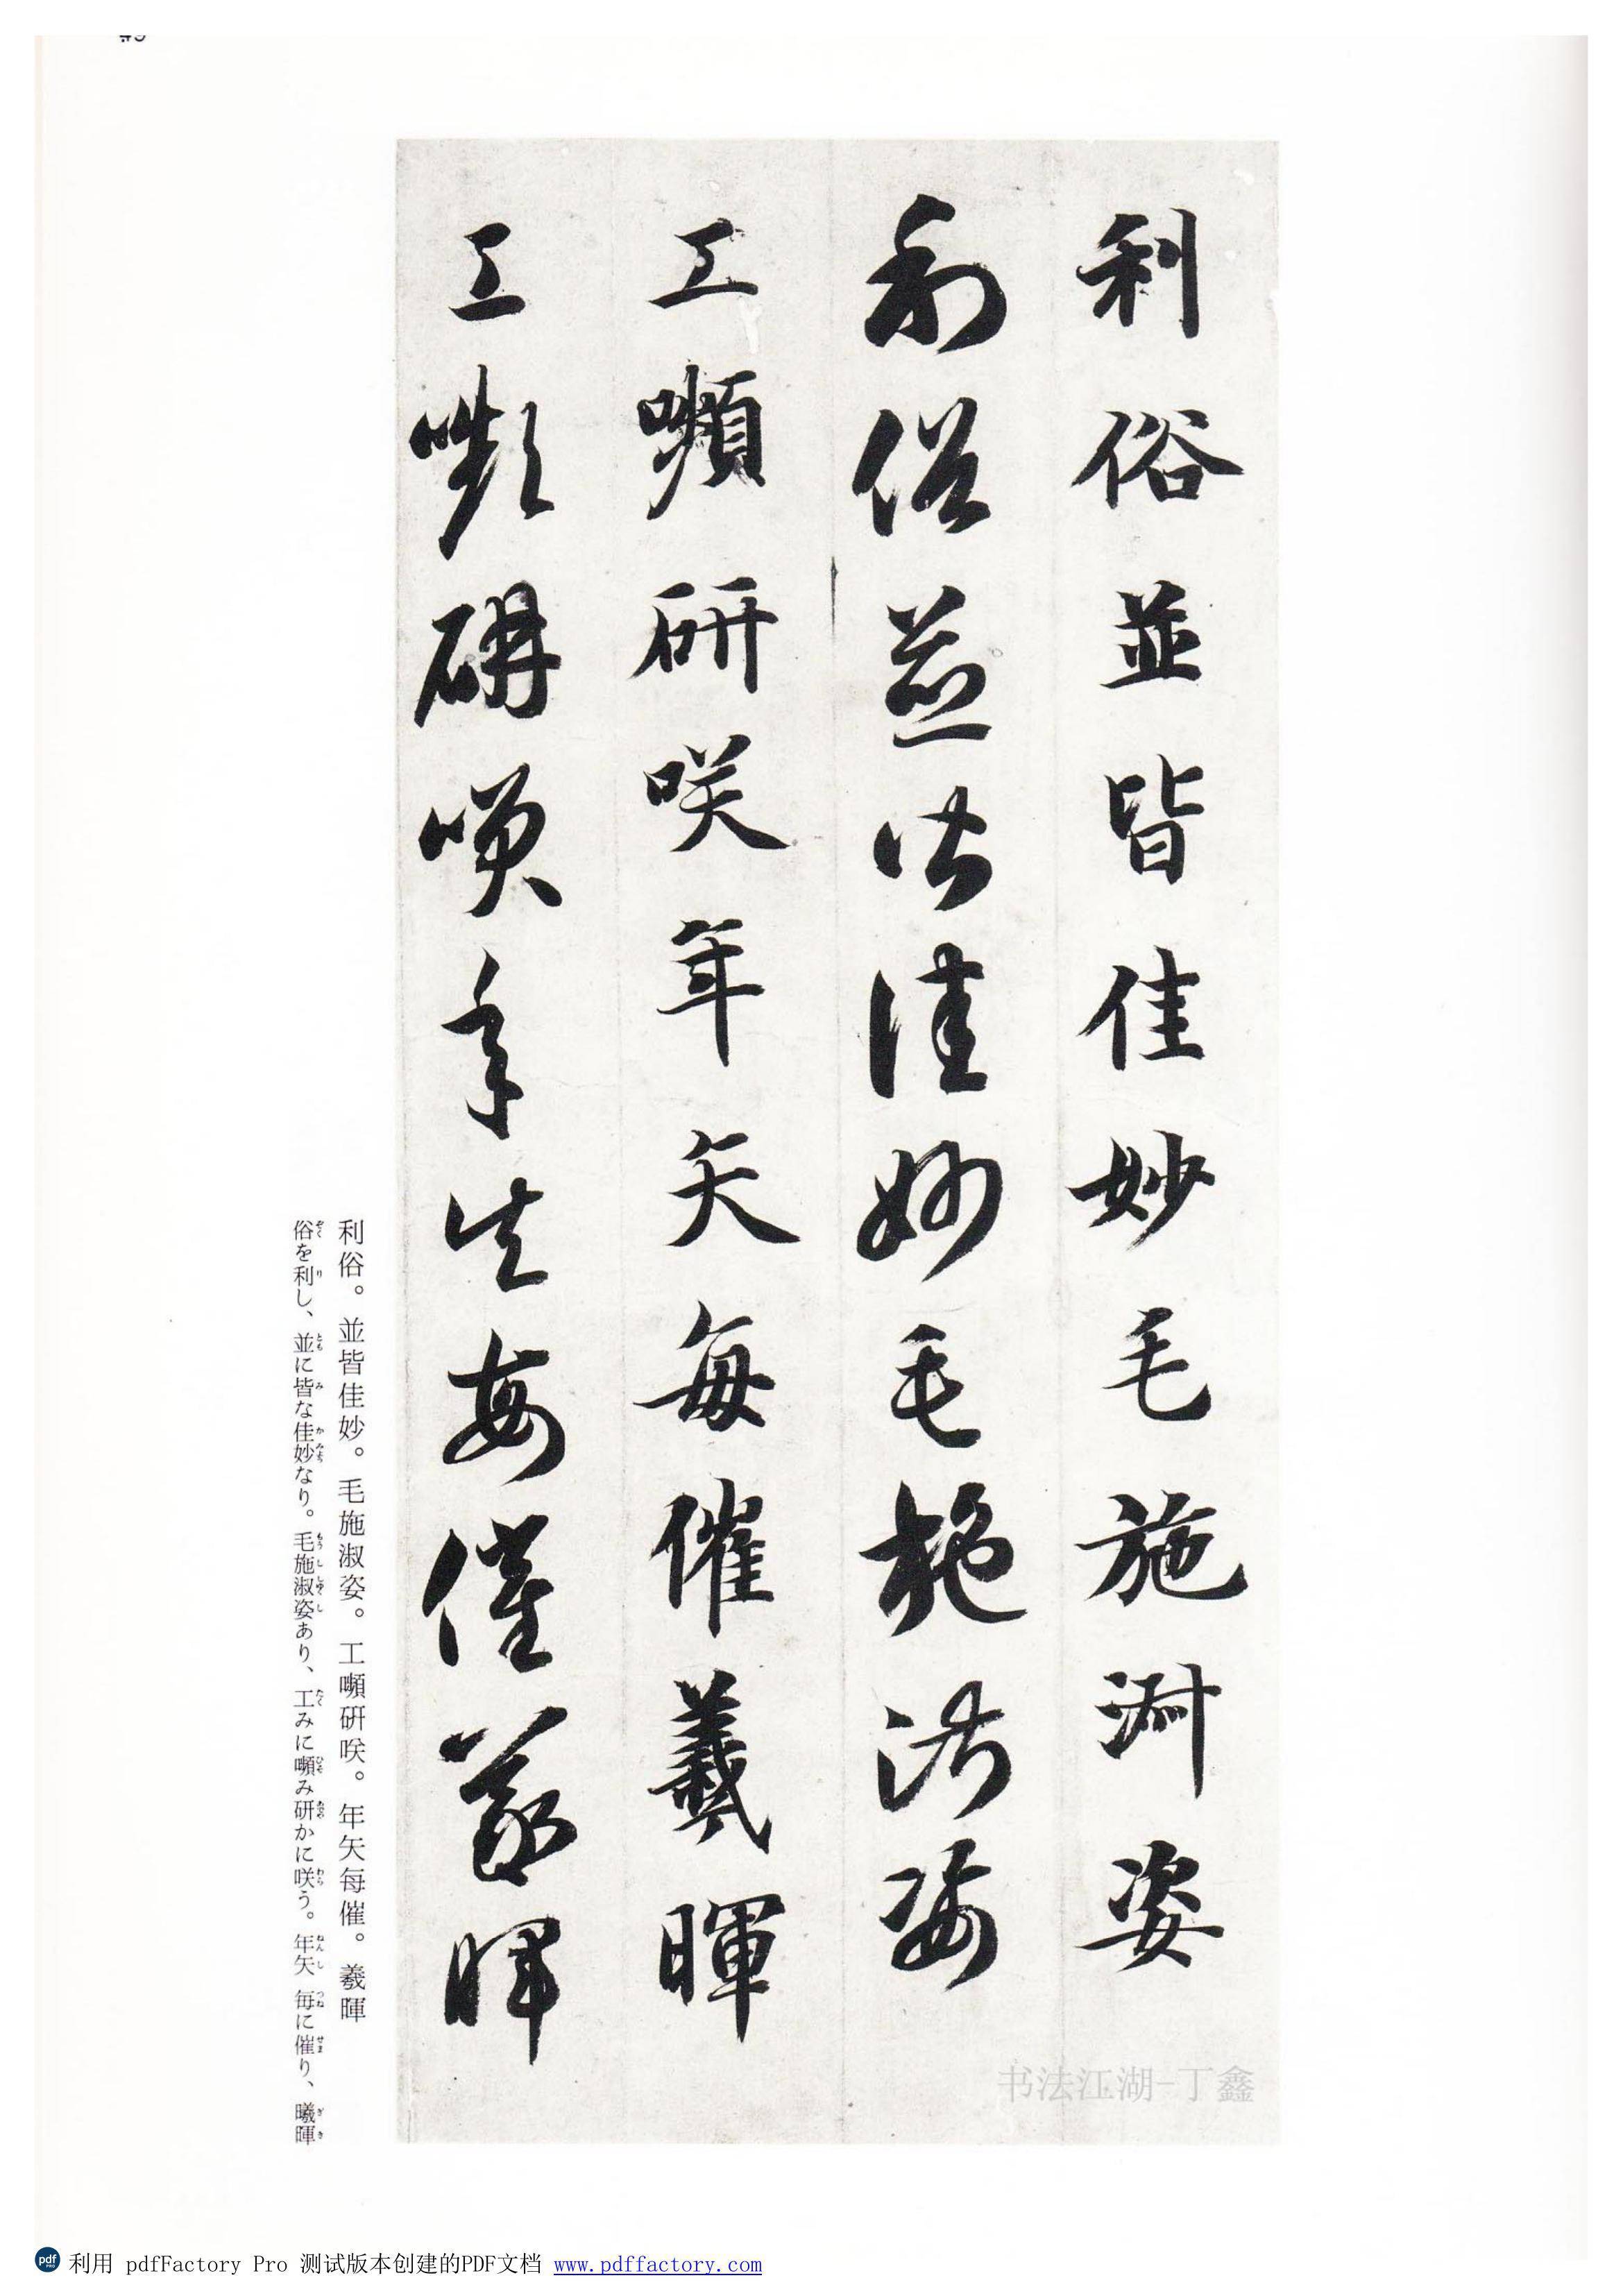 利俗並皆佳妙毛施淑姿
利俗並皆佳妙毛施淑姿
工嚬研咲年矢每催羲暉
工嚬研笑年矢每催羲暉
利俗。並皆佳妙。毛施淑姿。工嚬研咲。年矢每催。羲暉
俗を利し、並に皆な佳妙なり。毛施淑姿あり、工みに嚬み研かに咲う。年矢 毎に催り、曦暉
书法江湖-丁鑫
利用 pdfFactory Pro 测试版本创建的PDF文档 www.pdffactory.com